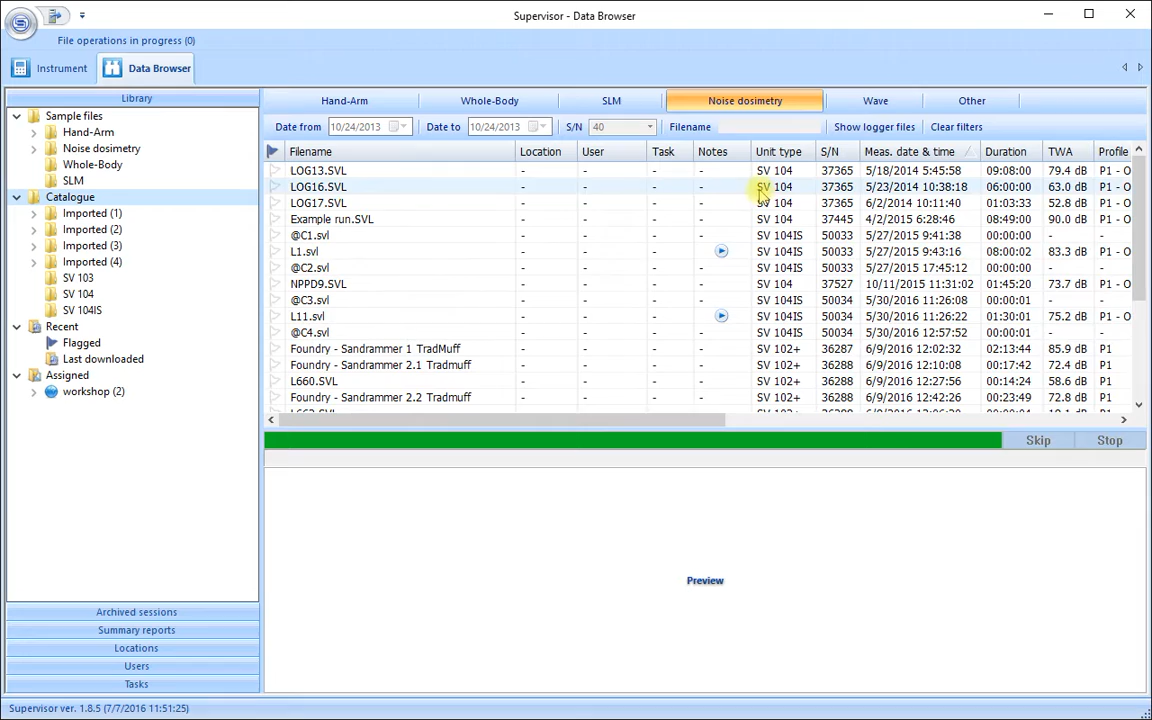 Supervisor - Data Browser
File operations in progress (0)
Instrument
Data Browser
Library
Sample files
Hand-Arm
Noise dosimetry
Whole-Body
SLM
Catalogue
Imported (1)
Imported (2)
Imported (3)
Imported (4)
SV 103
SV 104
SV 104IS
Recent
Flagged
Last downloaded
Assigned
workshop (2)
Archived sessions
Summary reports
Locations
Users
Tasks
Hand-Arm Whole-Body SLM Noise dosimetry Wave Other
Date from 10/24/2013 Date to 10/24/2013 S/N 40 Filename Show logger files Clear filters
Filename Location User Task Notes Unit type S/N Meas. date & time Duration TWA Profile
LOG13.SVL - - - - SV 104 37365 5/18/2014 5:45:58 09:08:00 79.4 dB P1 - O
LOG16.SVL - - - - SV 104 37365 5/23/2014 10:38:18 06:00:00 63.0 dB P1 - O
LOG17.SVL - - - - SV 104 37365 6/2/2014 10:11:40 01:03:33 52.8 dB P1 - O
Example run.SVL - - - - SV 104 37445 4/2/2015 6:28:46 08:49:00 90.0 dB P1 - O
@C1.svl - - - - SV 104IS 50033 5/27/2015 9:41:38 00:00:00 - -
L1.svl - - - SV 104IS 50033 5/27/2015 9:43:16 08:00:02 83.3 dB P1 - O
@C2.svl - - - - SV 104IS 50033 5/27/2015 17:45:12 00:00:00 - -
NPPD9.SVL - - - - SV 104 37527 10/11/2015 11:31:02 01:45:20 73.7 dB P1 - O
@C3.svl - - - - SV 104IS 50034 5/30/2016 11:26:08 00:00:01 - -
L11.svl - - - SV 104IS 50034 5/30/2016 11:26:22 01:30:01 75.2 dB P1 - O
@C4.svl - - - - SV 104IS 50034 5/30/2016 12:57:52 00:00:01 - -
Foundry - Sandrammer 1 TradMuff - - - - SV 102+ 36287 6/9/2016 12:02:32 02:13:44 85.9 dB P1
Foundry - Sandrammer 2.1 Tradmuff - - - - SV 102+ 36288 6/9/2016 12:10:08 00:17:42 72.4 dB P1
L660.SVL - - - - SV 102+ 36288 6/9/2016 12:27:56 00:14:24 58.6 dB P1
Foundry - Sandrammer 2.2 Tradmuff - - - - SV 102+ 36288 6/9/2016 12:42:26 00:23:49 72.8 dB P1
Skip Stop
Preview
Supervisor ver. 1.8.5 (7/7/2016 11:51:25)